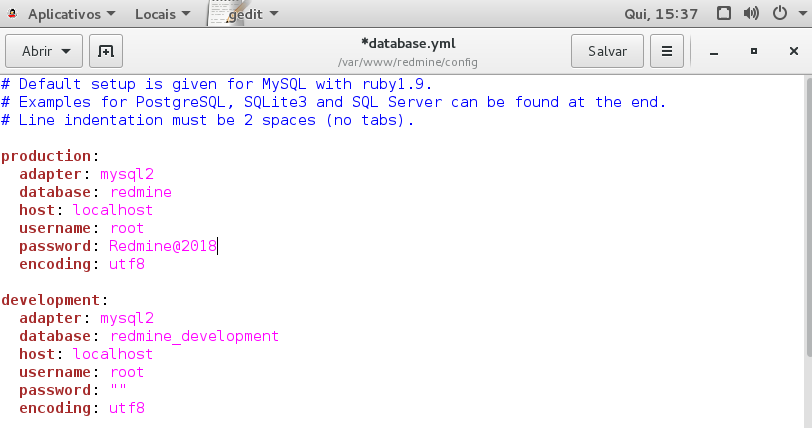 Aplicativos Locais gedit Qui, 15:37
Abrir *database.yml Salvar
/var/www/redmine/config
# Default setup is given for MySQL with ruby1.9.
# Examples for PostgreSQL, SQLite3 and SQL Server can be found at the end.
# Line indentation must be 2 spaces (no tabs).
production:
adapter: mysql2
database: redmine
host: localhost
username: root
password: Redmine@2018
encoding: utf8
development:
adapter: mysql2
database: redmine_development
host: localhost
username: root
password: ""
encoding: utf8